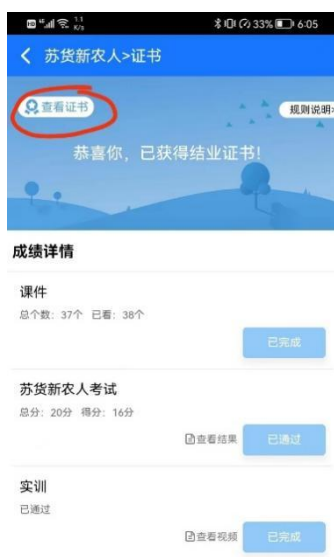 HD 1.1 K/s 33% 6:05
苏货新农人>证书
查看证书
规则说明>
恭喜你，已获得结业证书!
成绩详情
课件
总个数：37个 已看：38个
已完成
苏货新农人考试
总分：20分 得分：16分
查看结果 已通过
实训
已通过
查看视频 已完成